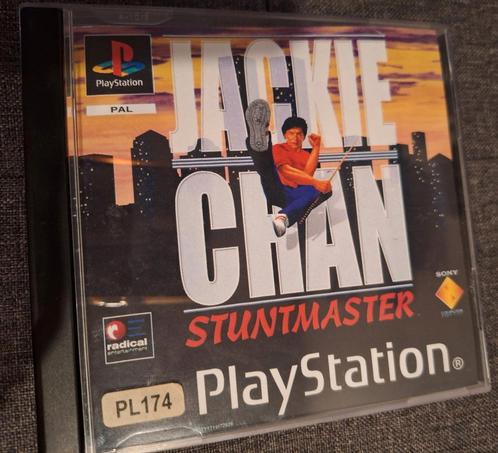 PlayStation
PAL
JACKIE
CHAN
STUNTMASTER
SONY
radical
entertainment
PlayStation®
PL174